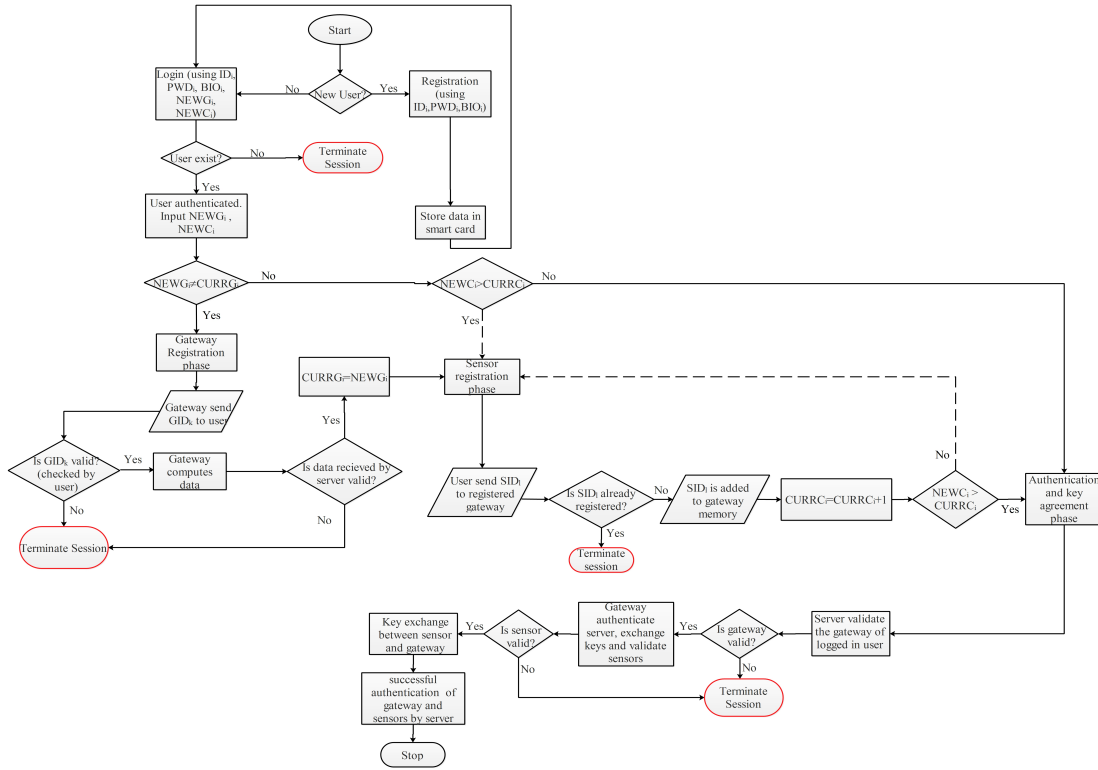 Start
Login (using IDi,
PWDi, BIOi,
NEWGi,
NEWCi)
No
New User?
Yes
Registration
(using
IDi,PWDi,BIOi)
User exist?
No
Terminate
Session
Yes
User authenticated.
Input NEWGi ,
NEWCi
Store data in
smart card
NEWGi≠CURRGi
No
NEWCi>CURRCi
No
Yes
Yes
Gateway
Registration
phase
CURRGi=NEWGi
Sensor
registration
phase
Gateway send
GIDk to user
Yes
Is GIDk valid?
(checked by
user)
Yes
Gateway
computes
data
Is data recieved by
server valid?
No
No
Terminate Session
User send SIDj
to registered
gateway
Is SIDj already
registered?
No
SIDj is added
to gateway
memory
CURRCi=CURRCi+1
No
NEWCi >
CURRCi
Yes
Authentication
and key
agreement
phase
Yes
Terminate
session
Key exchange
between sensor
and gateway
Yes
Is sensor
valid?
No
Gateway
authenticate
server, exchange
keys and validate
sensors
Yes
Is gateway
valid?
No
Server validate
the gateway of
logged in user
Terminate
Session
successful
authentication of
gateway and
sensors by server
Stop